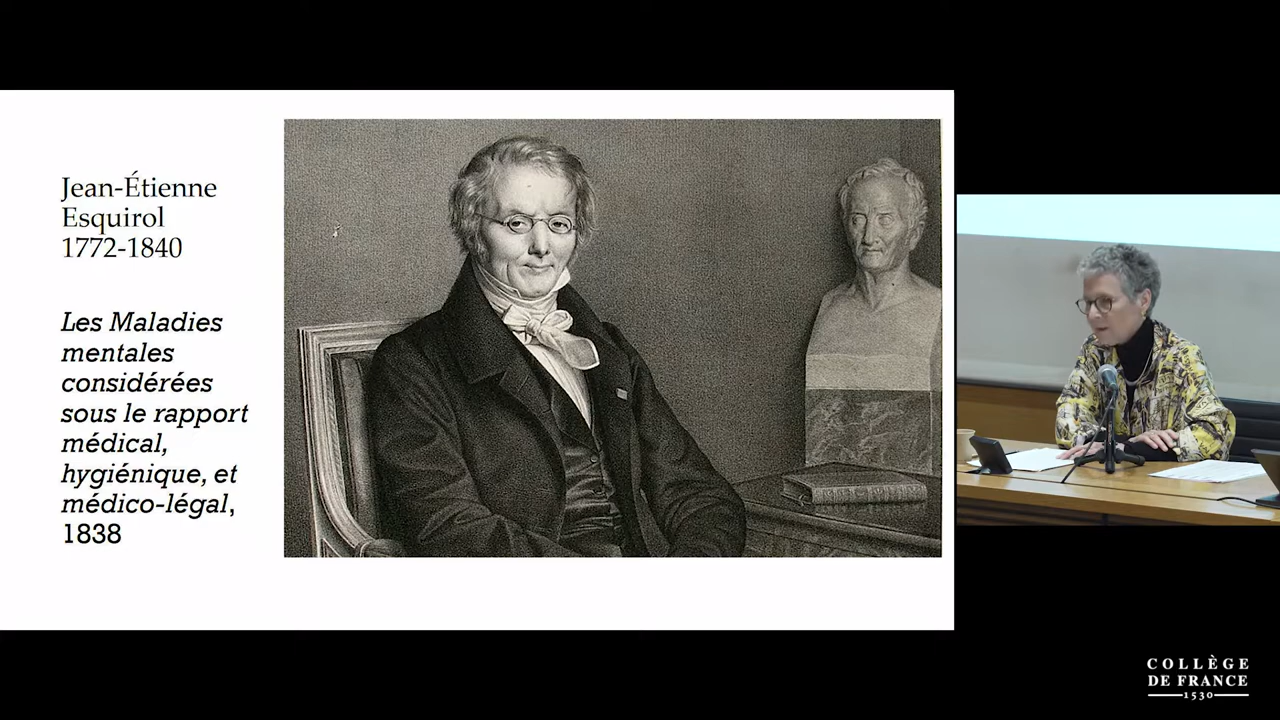 Jean-Étienne
Esquirol
1772-1840
Les Maladies
mentales
considérées
sous le rapport
médical,
hygiénique, et
médico-légal,
1838
COLLÈGE
DE FRANCE
1530